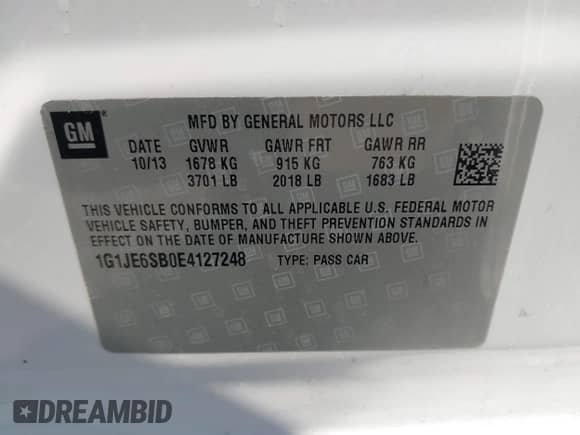 GM
MFD BY GENERAL MOTORS LLC
DATE GVWR GAWR FRT GAWR RR
10/13 1678 KG 915 KG 763 KG
3701 LB 2018 LB 1683 LB
THIS VEHICLE CONFORMS TO ALL APPLICABLE U.S. FEDERAL MOTOR
VEHICLE SAFETY, BUMPER, AND THEFT PREVENTION STANDARDS IN
EFFECT ON THE DATE OF MANUFACTURE SHOWN ABOVE.
1G1JE6SB0E4127248 TYPE: PASS CAR
DREAMBID